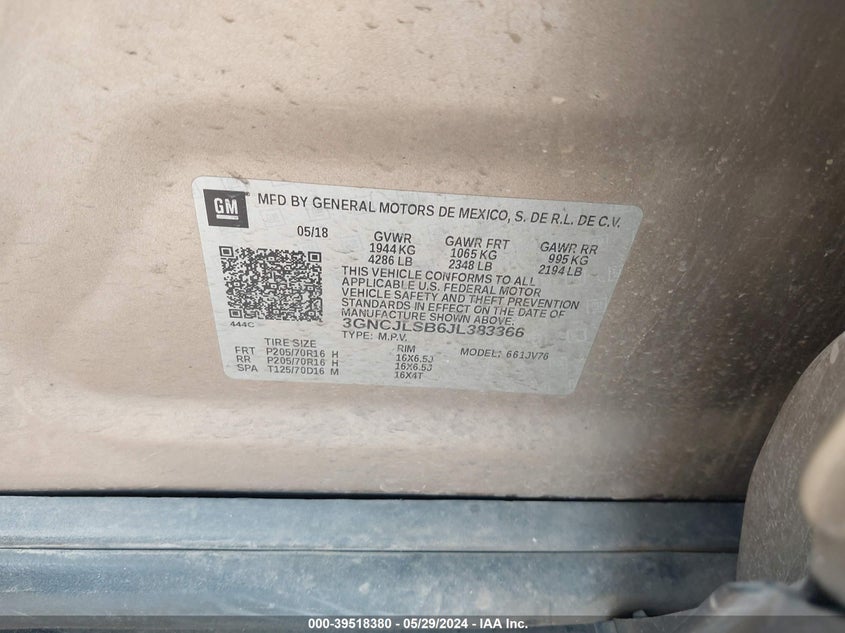 GM
MFD BY GENERAL MOTORS DE MEXICO, S. DE R.L. DE C.V.
05/18 GVWR GAWR FRT GAWR RR
1944 KG 1065 KG 995 KG
4286 LB 2348 LB 2194 LB
THIS VEHICLE CONFORMS TO ALL
APPLICABLE U.S. FEDERAL MOTOR
VEHICLE SAFETY AND THEFT PREVENTION
STANDARDS IN EFFECT ON THE DATE OF
MANUFACTURE SHOWN ABOVE.
444C
3GNCJLSB6JL383366
TYPE: M.P.V.
TIRE SIZE RIM MODEL: 661JV76
FRT P205/70R16 H 16X6.5J
RR P205/70R16 H 16X6.5J
SPA T125/70D16 M 16X4T
000-39518380 - 05/29/2024 - IAA Inc.